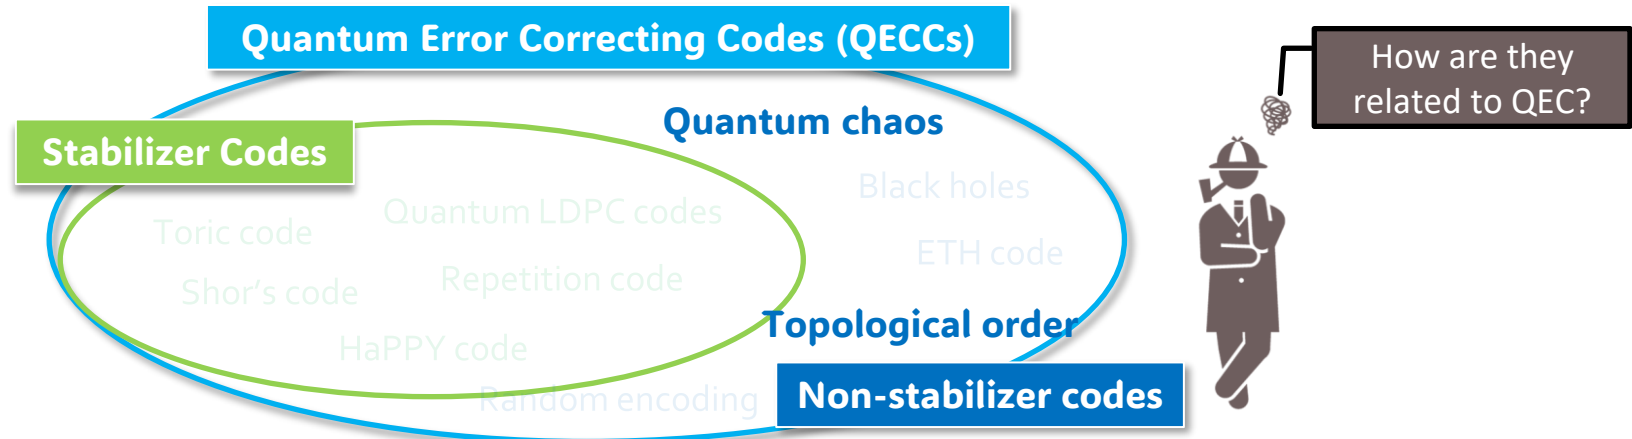 Quantum Error Correcting Codes (QECCs)
How are they
related to QEC?
Quantum chaos
Stabilizer Codes
Black holes
Quantum LDPC codes
Toric code
ETH code
Repetition code
Shor's code
Topological order
HaPPY code
Non-stabilizer codes
Random encoding